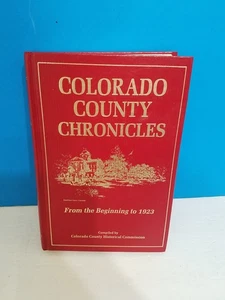 COLORADO
COUNTY
CHRONICLES
From the Beginning to 1923
Compiled by
Colorado County Historical Commission